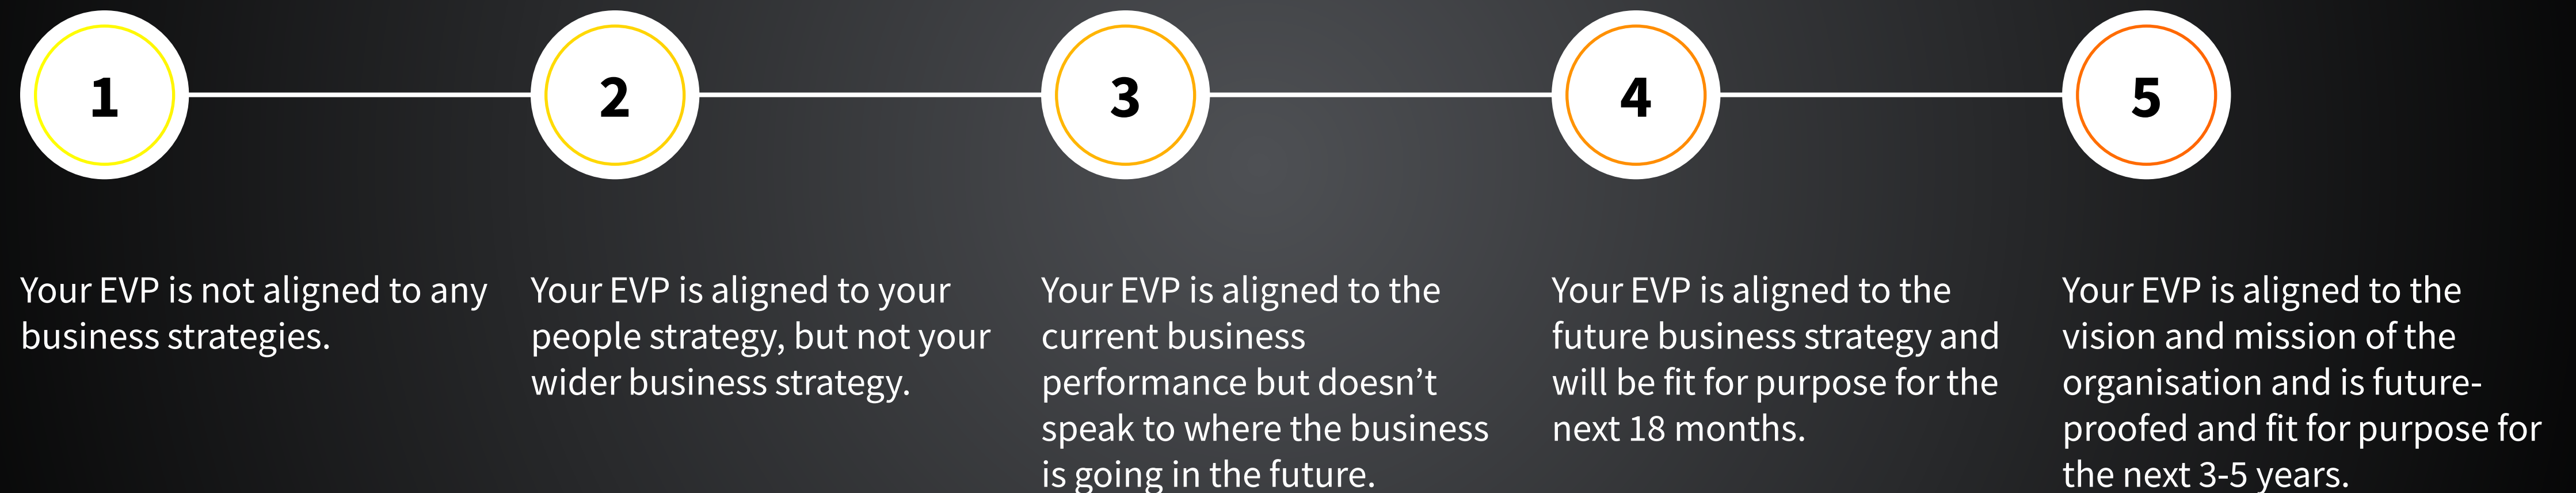 1
Your EVP is not aligned to any
business strategies.
2
Your EVP is aligned to your
people strategy, but not your
wider business strategy.
3
Your EVP is aligned to the
current business
performance but doesn’t
speak to where the business
is going in the future.
4
Your EVP is aligned to the
future business strategy and
will be fit for purpose for the
next 18 months.
5
Your EVP is aligned to the
vision and mission of the
organisation and is future-
proofed and fit for purpose for
the next 3-5 years.